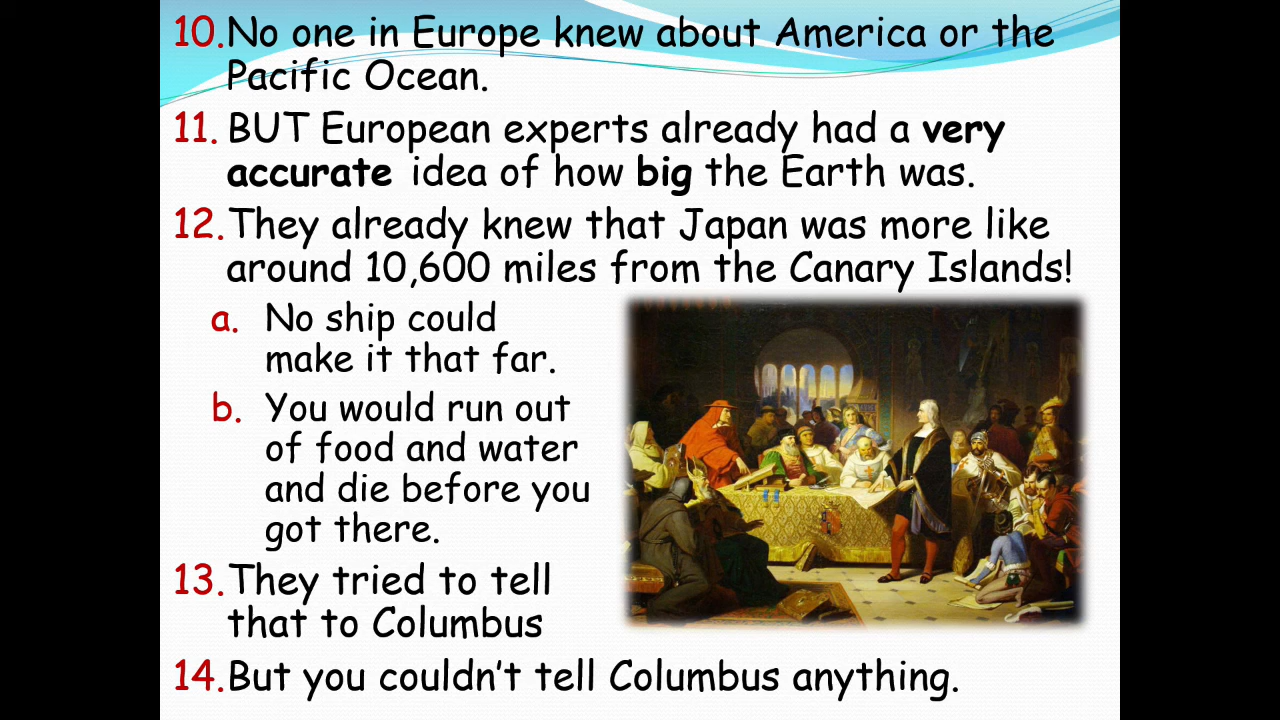 10.No one in Europe knew about America or the
Pacific Ocean.
11. BUT European experts already had a very
accurate idea of how big the Earth was.
12.They already knew that Japan was more like
around 10,600 miles from the Canary Islands!
a. No ship could
make it that far.
b. You would run out
of food and water
and die before you
got there.
13.They tried to tell
that to Columbus
14.But you couldn't tell Columbus anything.